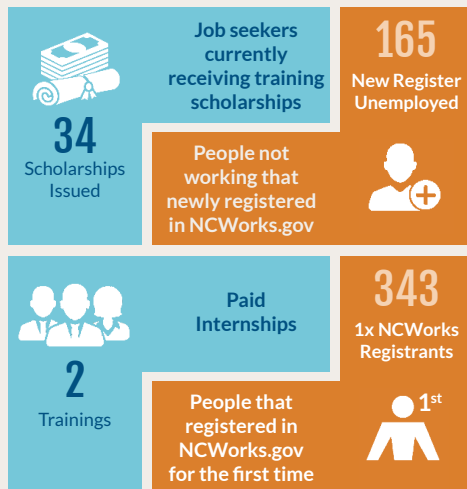 34
Scholarships
Issued
Job seekers
currently
receiving training
scholarships
165
New Register
Unemployed
People not
working that
newly registered
in NCWorks.gov
2
Trainings
Paid
Internships
343
1x NCWorks
Registrants
1st
People that
registered in
NCWorks.gov
for the first time